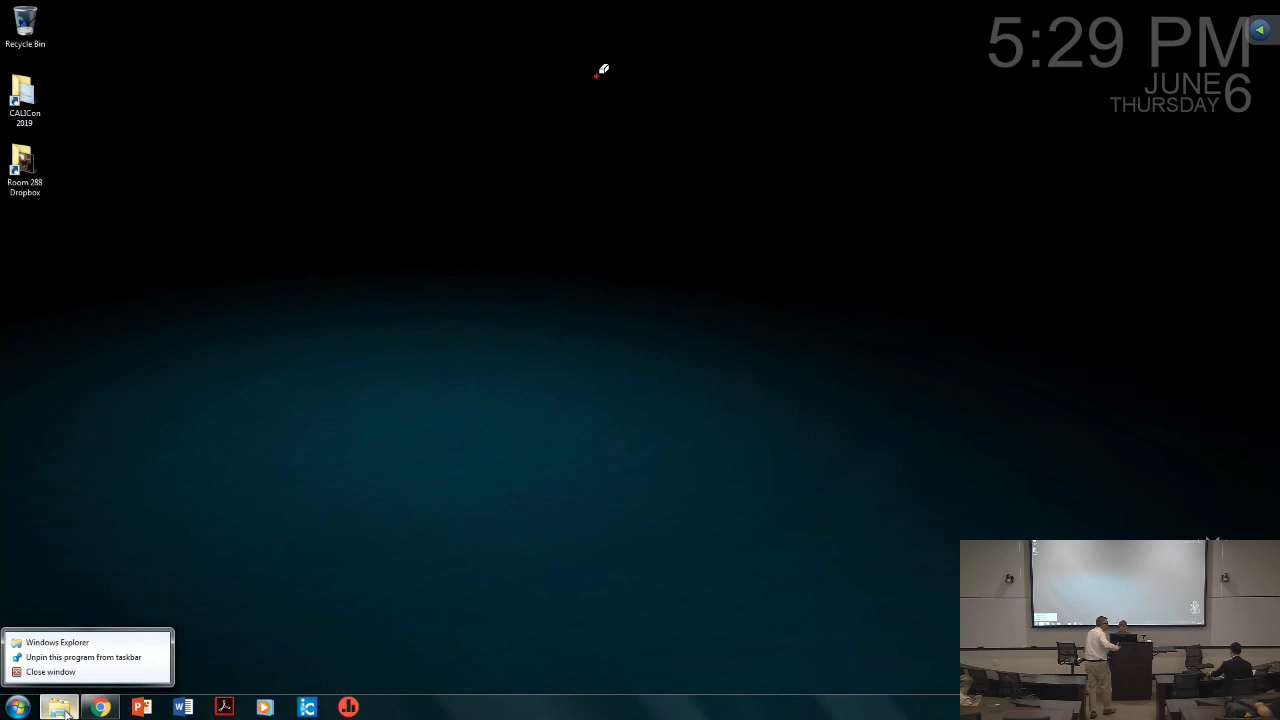 Recycle Bin
CALICon
2019
Room 288
Dropbox
5:29 PM
JUNE 6
THURSDAY
Windows Explorer
Unpin this program from taskbar
Close window